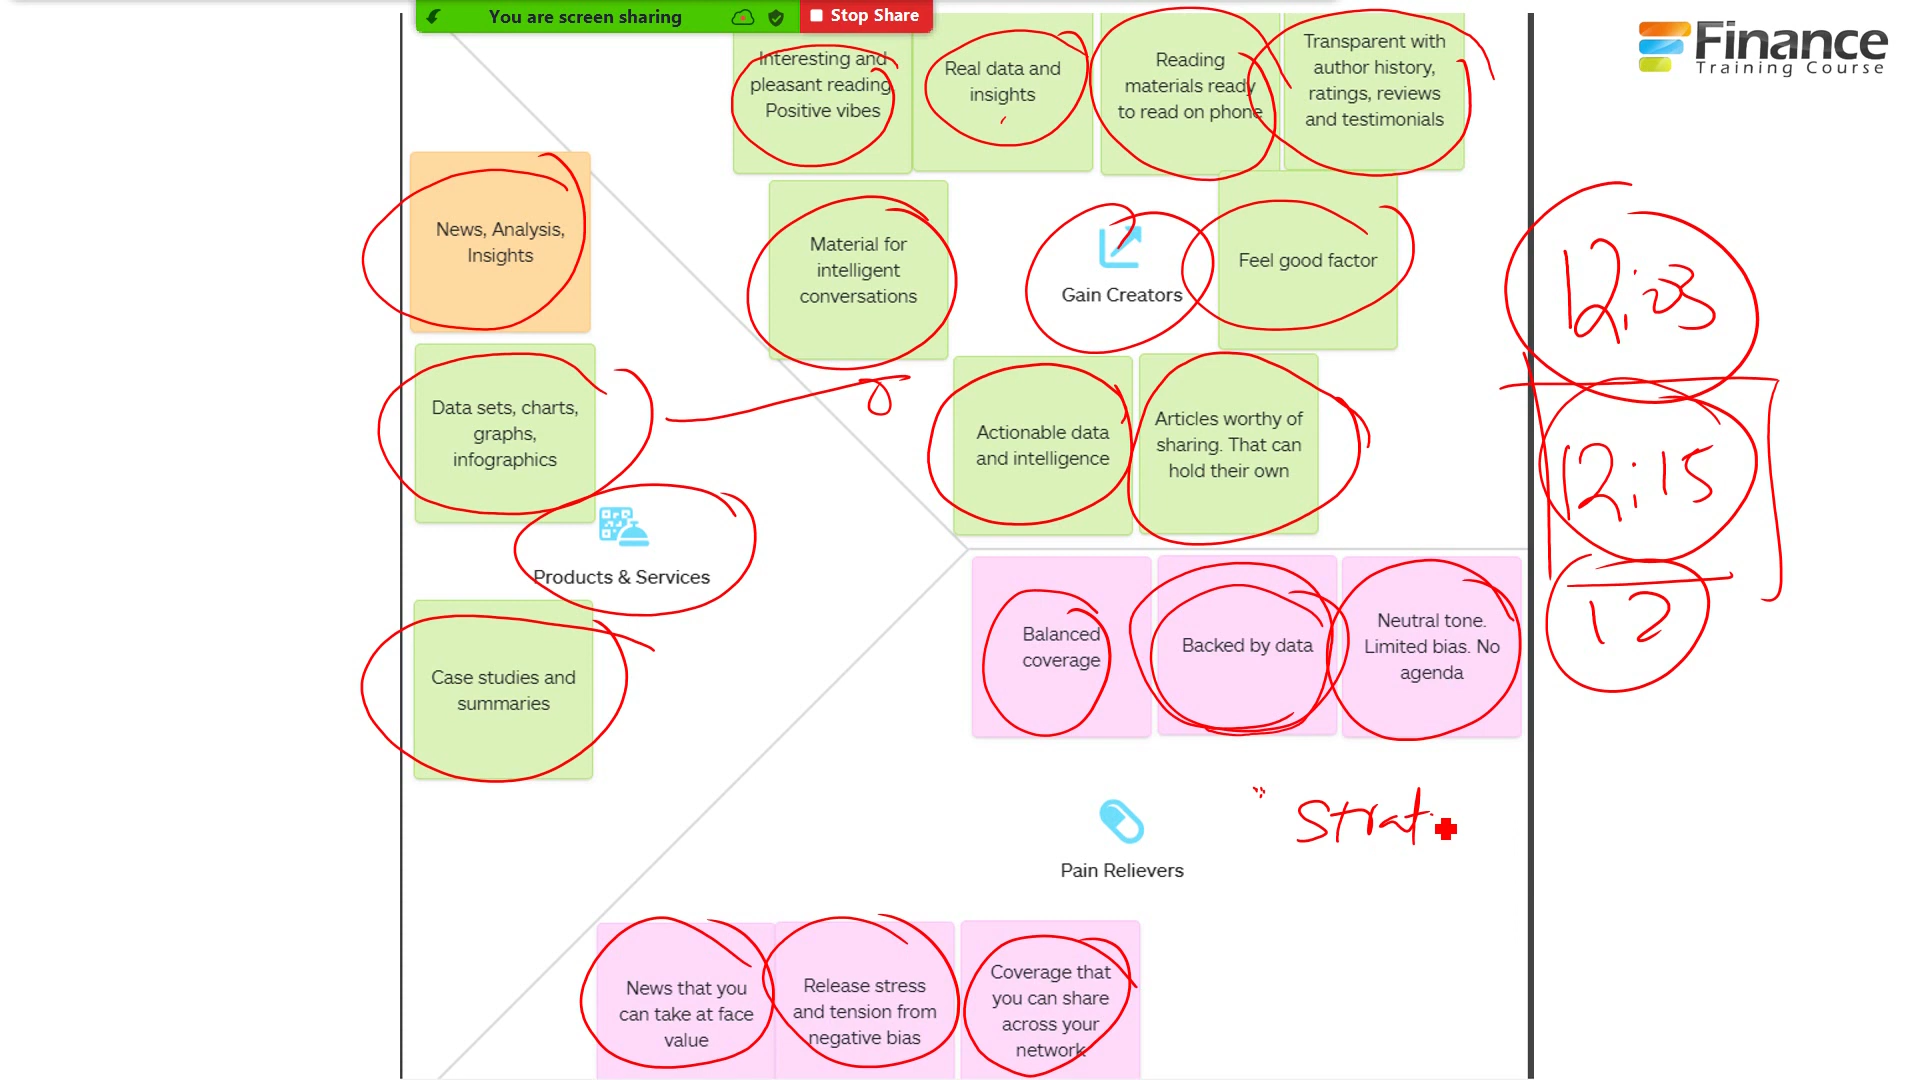 You are screen sharing
Stop Share
Finance
Training Course
Interesting and
pleasant reading
Positive vibes
Real data and
insights
Reading
materials ready
to read on phone
Transparent with
author history,
ratings, reviews
and testimonials
News, Analysis,
Insights
Material for
intelligent
conversations
Gain Creators
Feel good factor
12:03
Data sets, charts,
graphs,
infographics
Actionable data
and intelligence
Articles worthy of
sharing. That can
hold their own
12:15
Products & Services
12
Case studies and
summaries
Balanced
coverage
Backed by data
Neutral tone.
Limited bias. No
agenda
Strat
Pain Relievers
News that you
can take at face
value
Release stress
and tension from
negative bias
Coverage that
you can share
across your
network